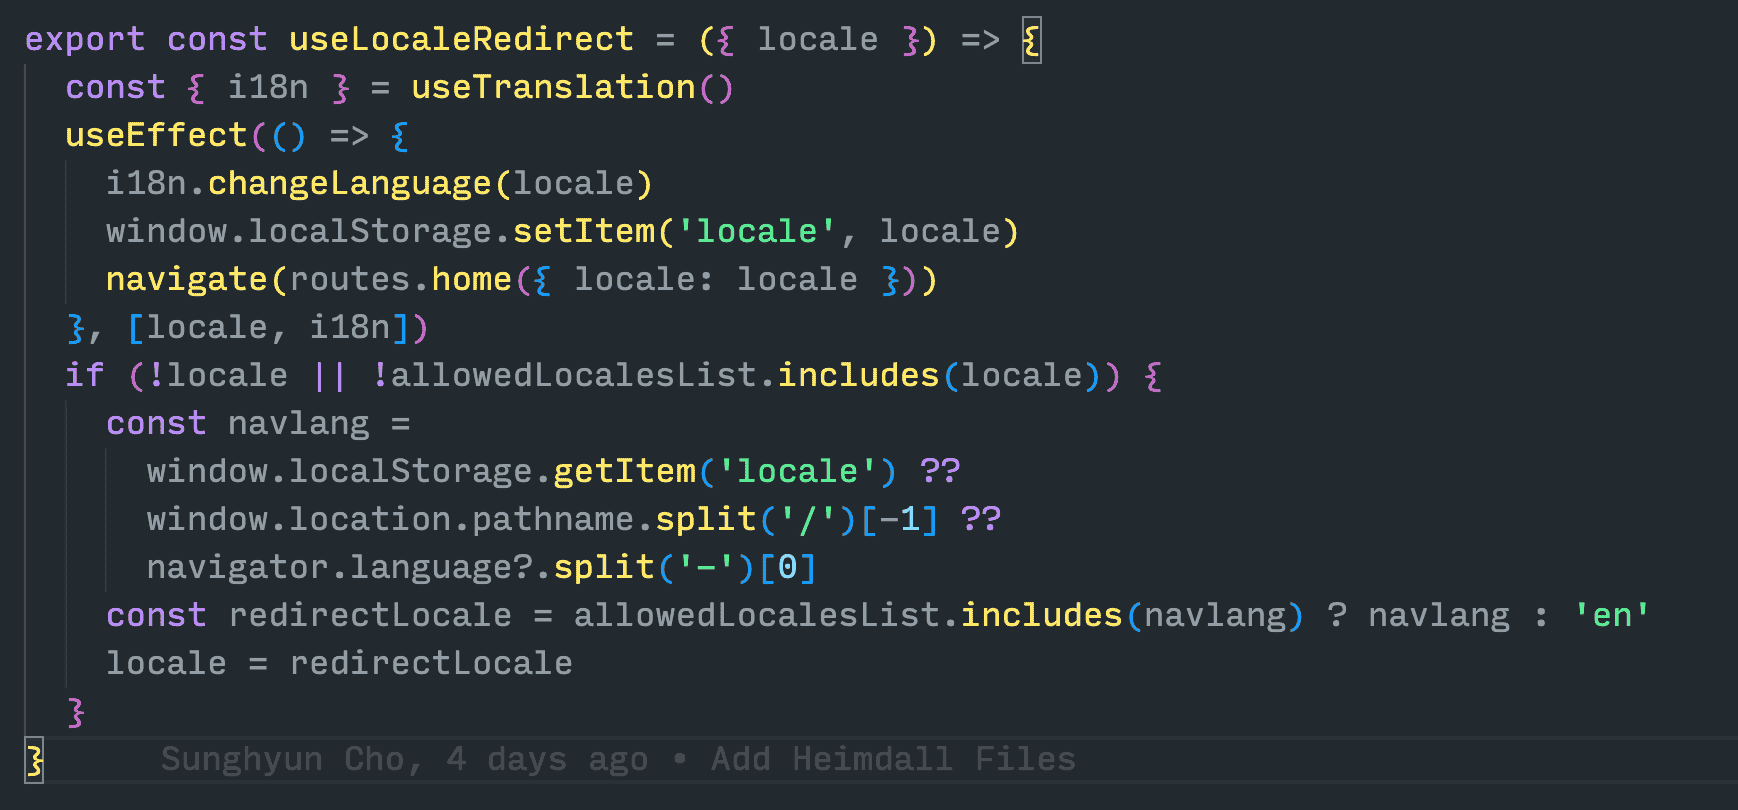 export const useLocaleRedirect = ({ locale }) => {
  const { i18n } = useTranslation()
  useEffect(() => {
    i18n.changeLanguage(locale)
    window.localStorage.setItem('locale', locale)
    navigate(routes.home({ locale: locale }))
  }, [locale, i18n])
  if (!locale || !allowedLocalesList.includes(locale)) {
    const navlang =
      window.localStorage.getItem('locale') ??
      window.location.pathname.split('/')[-1] ??
      navigator.language?.split('-')[0]
    const redirectLocale = allowedLocalesList.includes(navlang) ? navlang : 'en'
    locale = redirectLocale
  }
} Sunghyun Cho, 4 days ago • Add Heimdall Files